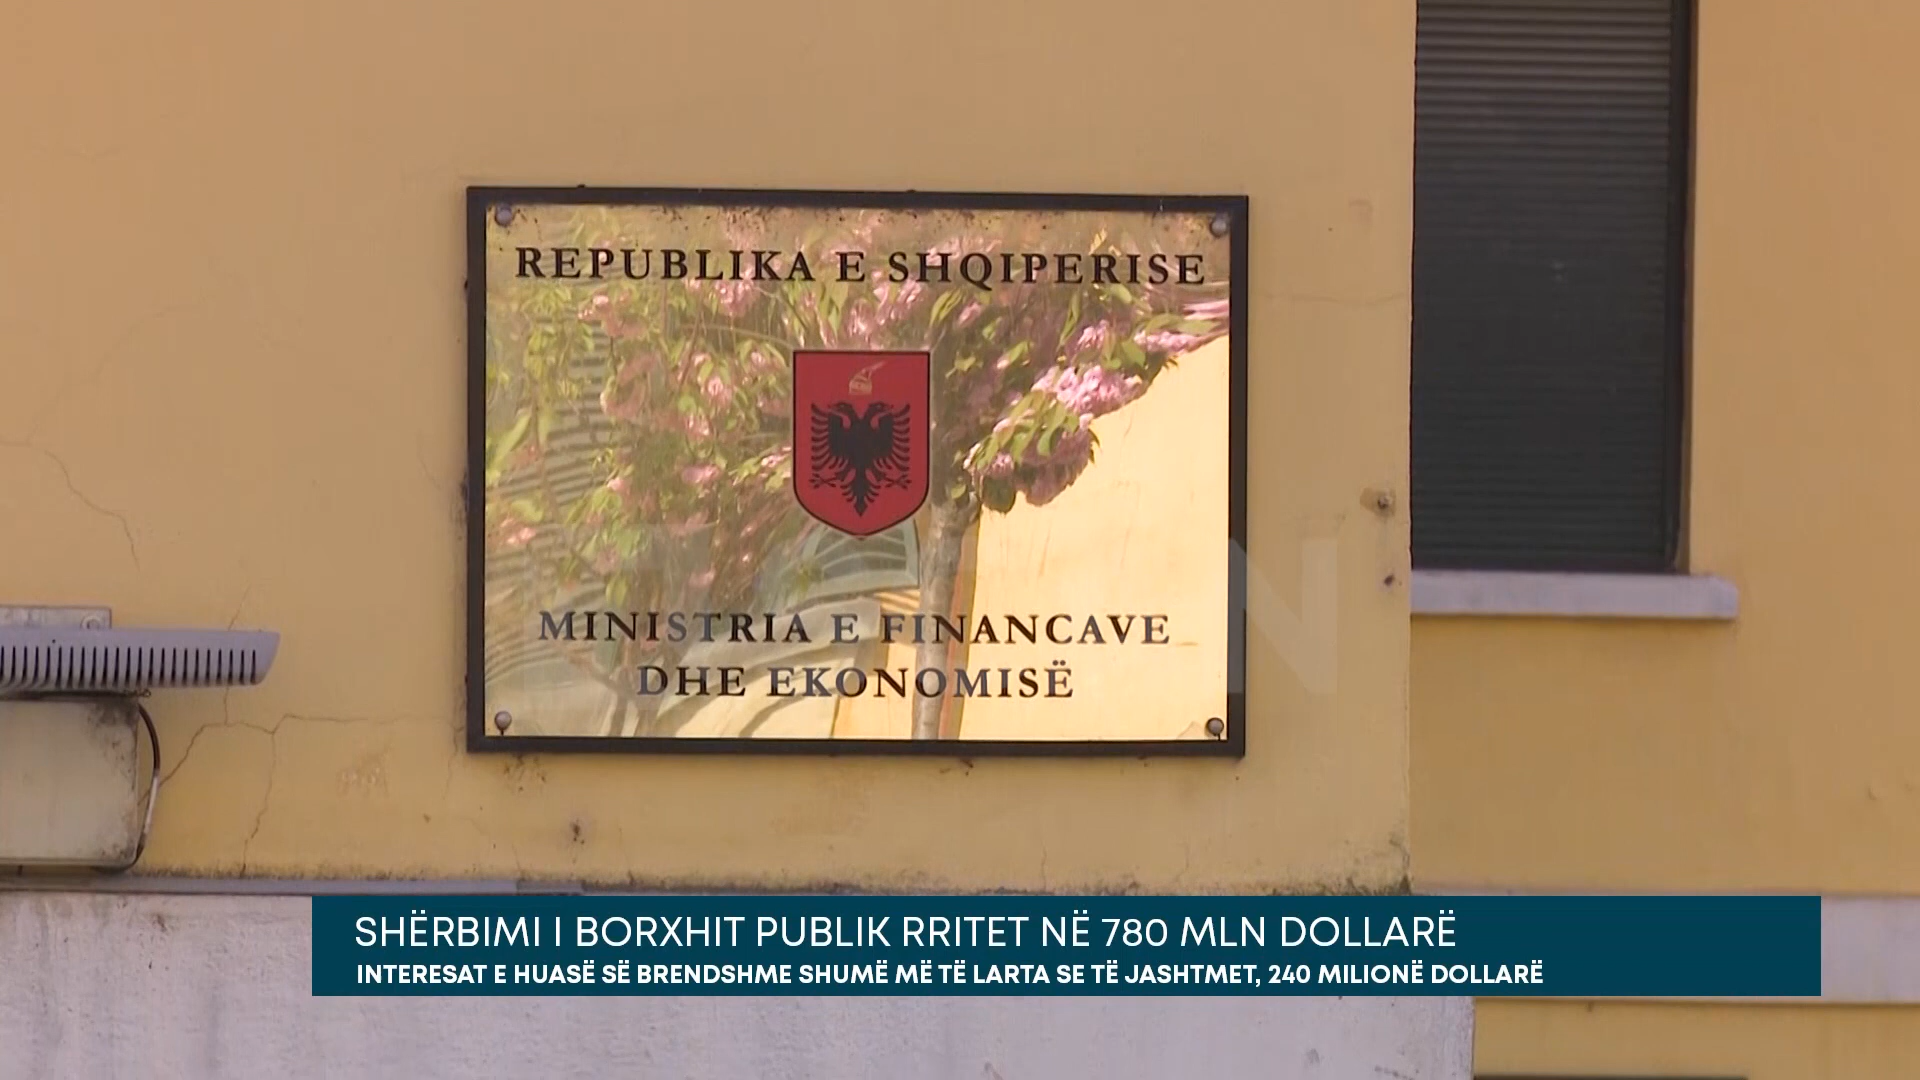 REPUBLIKA E SHQIPERISE
MINISTRIA E FINANCAVE
DHE EKONOMISË
N
SHËRBIMI I BORXHIT PUBLIK RRITET NË 780 MLN DOLLARË
INTERESAT E HUASË SË BRENDSHME SHUMË MË TË LARTA SE TË JASHTMET, 240 MILIONË DOLLARË